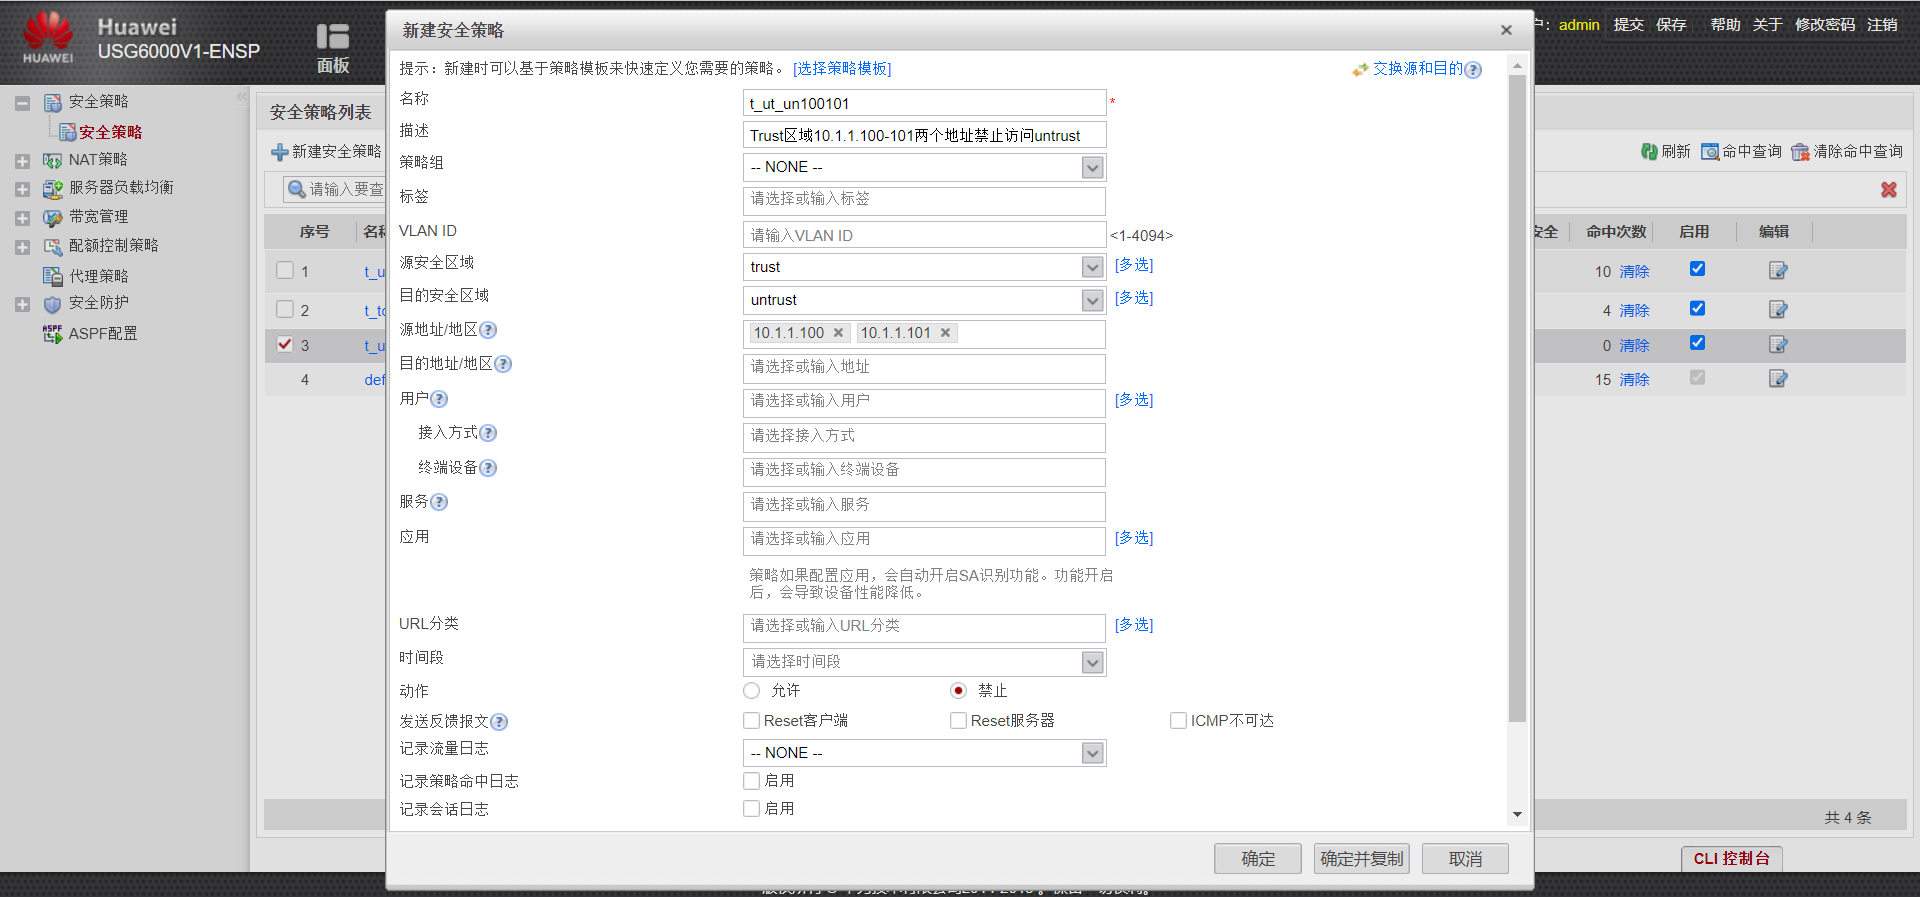 HUAWEI
Huawei
USG6000V1-ENSP
面板
admin 提交 保存 帮助 关于 修改密码 注销
安全策略
安全策略
NAT策略
服务器负载均衡
带宽管理
配额控制策略
代理策略
安全防护
ASPF配置
安全策略列表
新建安全策略
请输入要查
序号 名称
1 t_u
2 t_to
3 t_u
4 def
新建安全策略
提示：新建时可以基于策略模板来快速定义您需要的策略。 [选择策略模板]
交换源和目的
名称 t_ut_un100101 *
描述 Trust区域10.1.1.100-101两个地址禁止访问untrust
策略组 -- NONE --
标签 请选择或输入标签
VLAN ID 请输入VLAN ID <1-4094>
源安全区域 trust [多选]
目的安全区域 untrust [多选]
源地址/地区 10.1.1.100 10.1.1.101
目的地址/地区 请选择或输入地址
用户 请选择或输入用户 [多选]
接入方式 请选择接入方式
终端设备 请选择或输入终端设备
服务 请选择或输入服务
应用 请选择或输入应用 [多选]
策略如果配置应用，会自动开启SA识别功能。功能开启
后，会导致设备性能降低。
URL分类 请选择或输入URL分类 [多选]
时间段 请选择时间段
动作 允许 禁止
发送反馈报文 Reset客户端 Reset服务器 ICMP不可达
记录流量日志 -- NONE --
记录策略命中日志 启用
记录会话日志 启用
确定 确定并复制 取消
刷新 命中查询 清除命中查询
安全 命中次数 启用 编辑
10 清除
4 清除
0 清除
15 清除
共 4 条
CLI 控制台